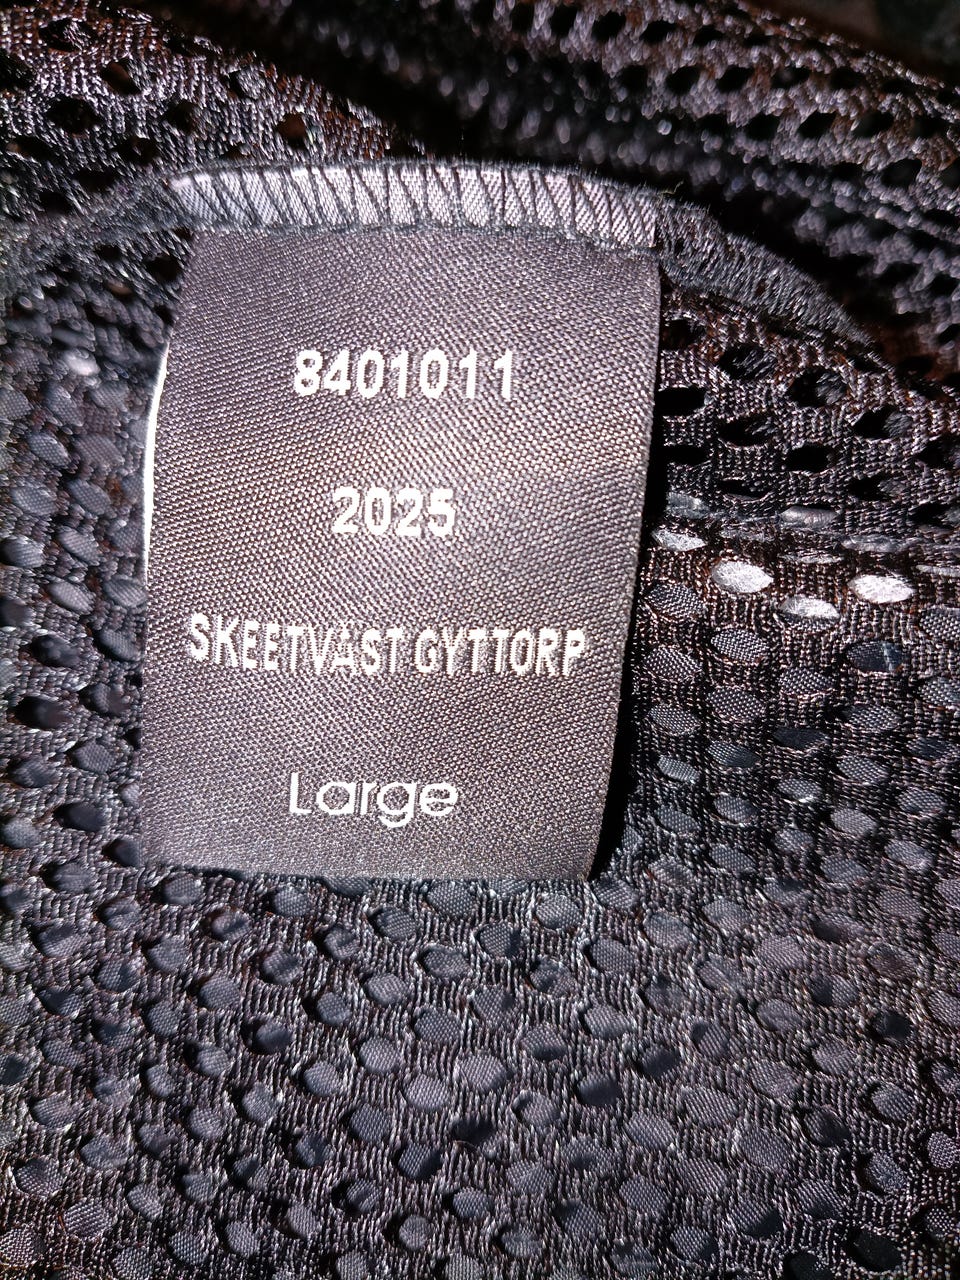 8401011
2025
SKEETVÄST GYTTORP
Large